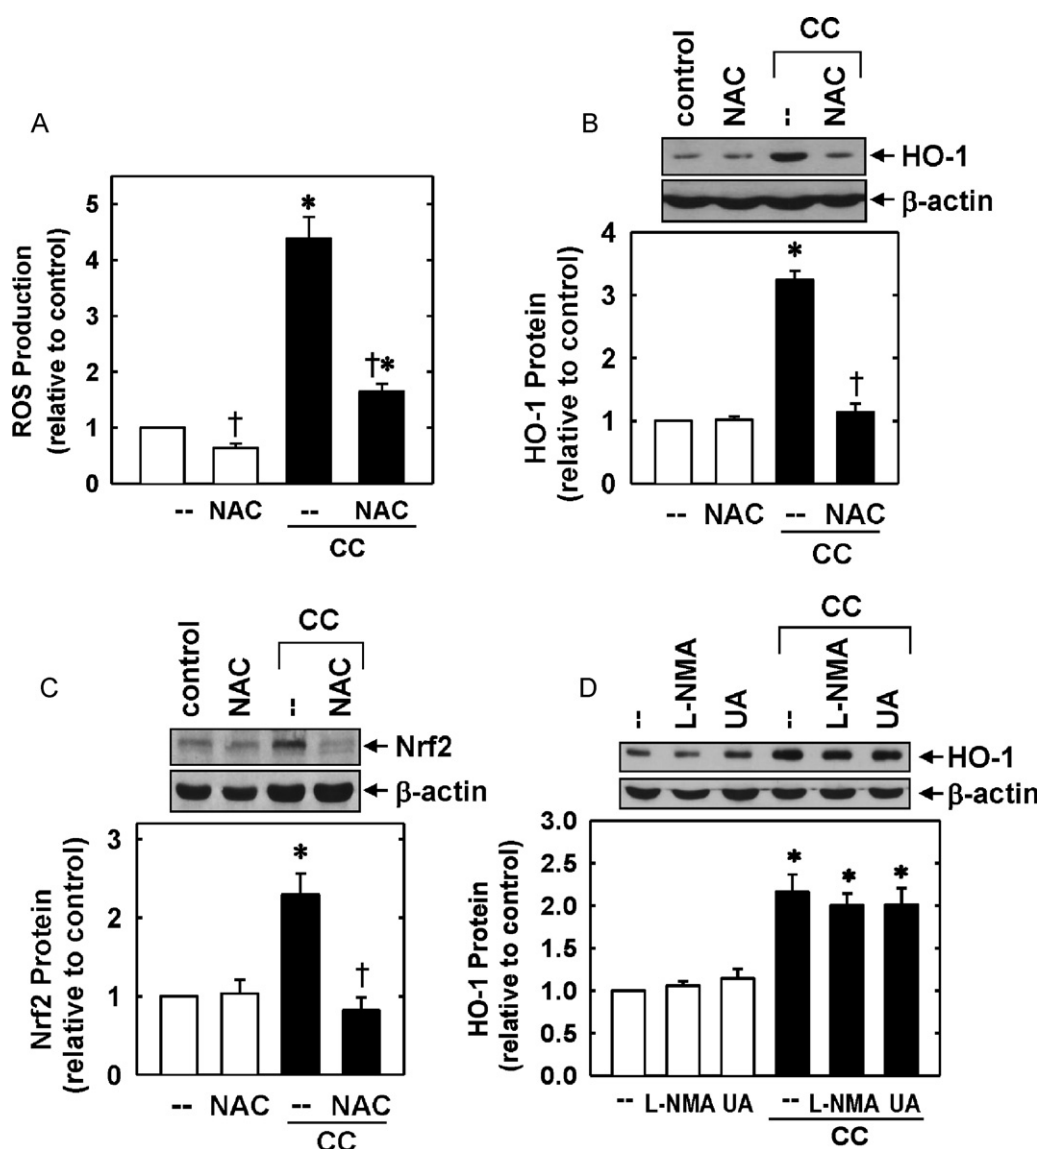 A
ROS Production
(relative to control)
5
4
3
2
1
0
*
†
†*
-- NAC -- NAC
CC
B
CC
control NAC -- NAC
HO-1
β-actin
HO-1 Protein
(relative to control)
4
3
2
1
0
*
†
-- NAC -- NAC
CC
C
CC
control NAC -- NAC
Nrf2
β-actin
Nrf2 Protein
(relative to control)
3
2
1
0
*
†
-- NAC -- NAC
CC
D
CC
-- L-NMA UA -- L-NMA UA
HO-1
β-actin
HO-1 Protein
(relative to control)
3.0
2.5
2.0
1.5
1.0
0.5
0.0
* * *
-- L-NMA UA -- L-NMA UA
CC